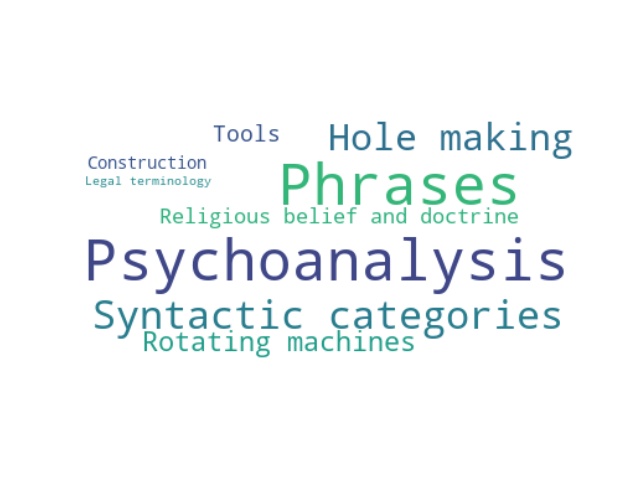 Tools
Hole making
Construction
Phrases
Legal terminology
Religious belief and doctrine
Psychoanalysis
Syntactic categories
Rotating machines